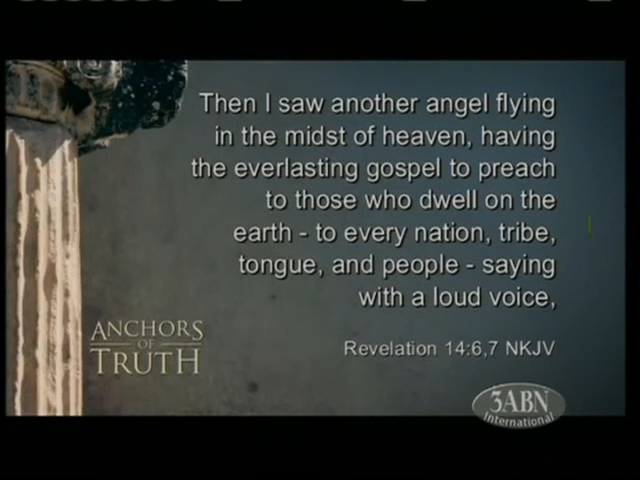 Then I saw another angel flying
in the midst of heaven, having
the everlasting gospel to preach
to those who dwell on the
earth - to every nation, tribe,
tongue, and people - saying
with a loud voice,
Revelation 14:6,7 NKJV
ANCHORS
OF
TRUTH
3ABN
International